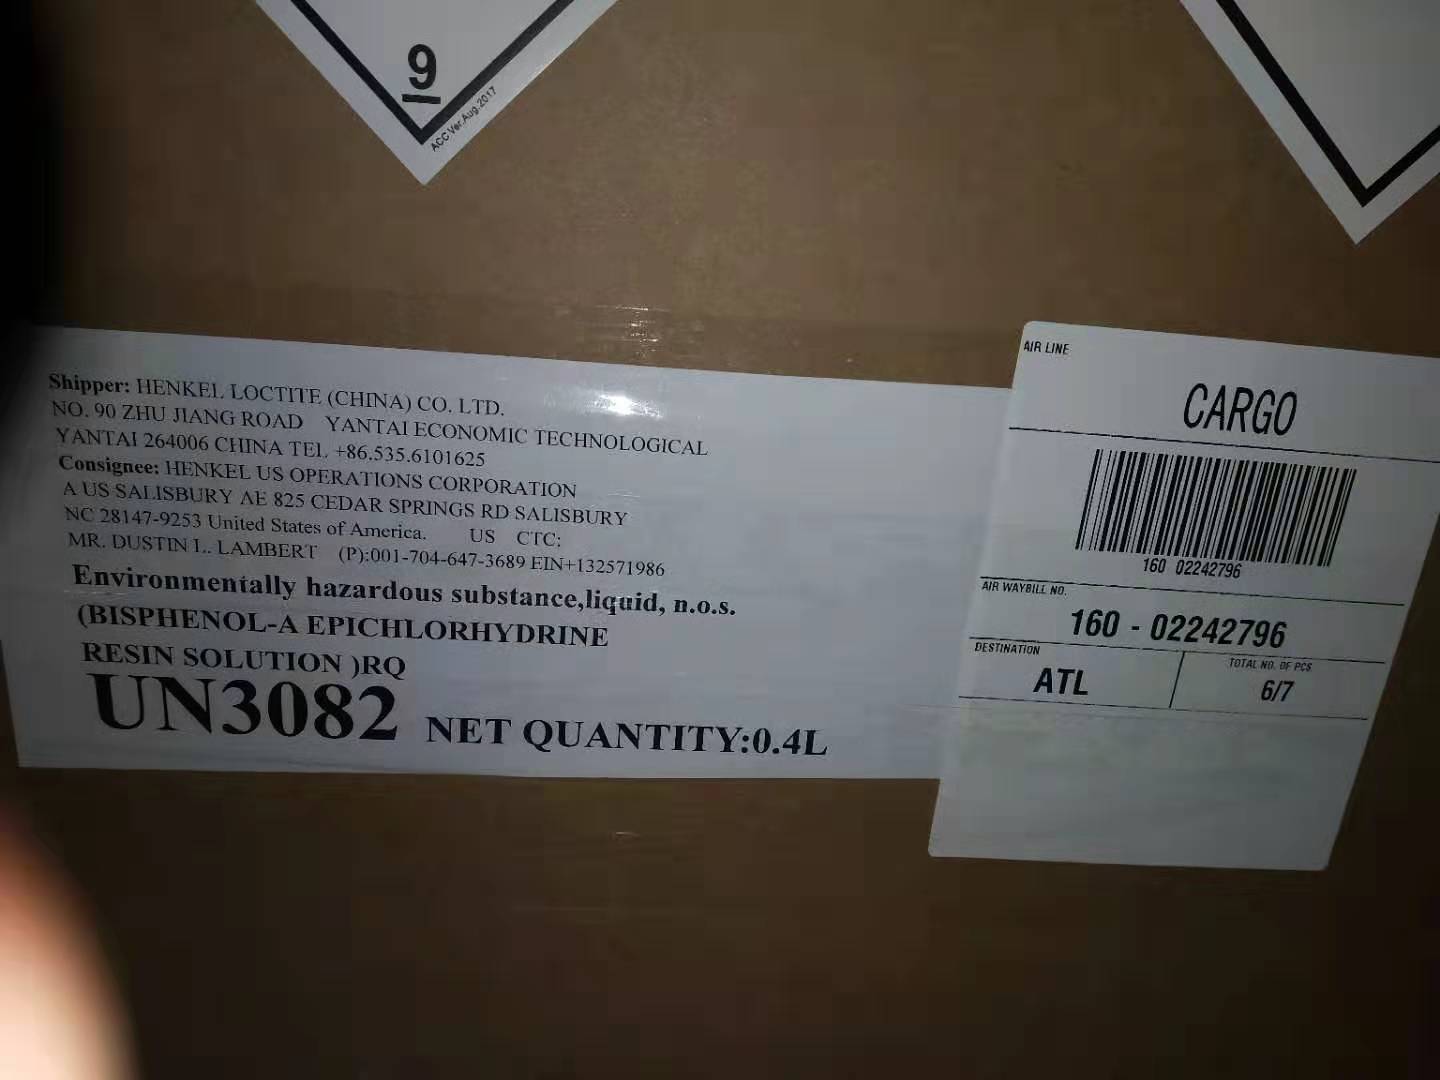 9
ACC Ver.Aug.2017
Shipper: HENKEL LOCTITE (CHINA) CO. LTD.
NO. 90 ZHU JIANG ROAD YANTAI ECONOMIC TECHNOLOGICAL
YANTAI 264006 CHINA TEL +86.535.6101625
Consignee: HENKEL US OPERATIONS CORPORATION
A US SALISBURY AE 825 CEDAR SPRINGS RD SALISBURY
NC 28147-9253 United States of America. US CTC:
MR. DUSTIN L. LAMBERT (P):001-704-647-3689 EIN+132571986
Environmentally hazardous substance,liquid, n.o.s.
(BISPHENOL-A EPICHLORHYDRINE
RESIN SOLUTION )RQ
UN3082 NET QUANTITY:0.4L
AIR LINE
CARGO
160 02242796
AIR WAYBILL NO.
160 - 02242796
DESTINATION
ATL
TOTAL NO. OF PCS
6/7